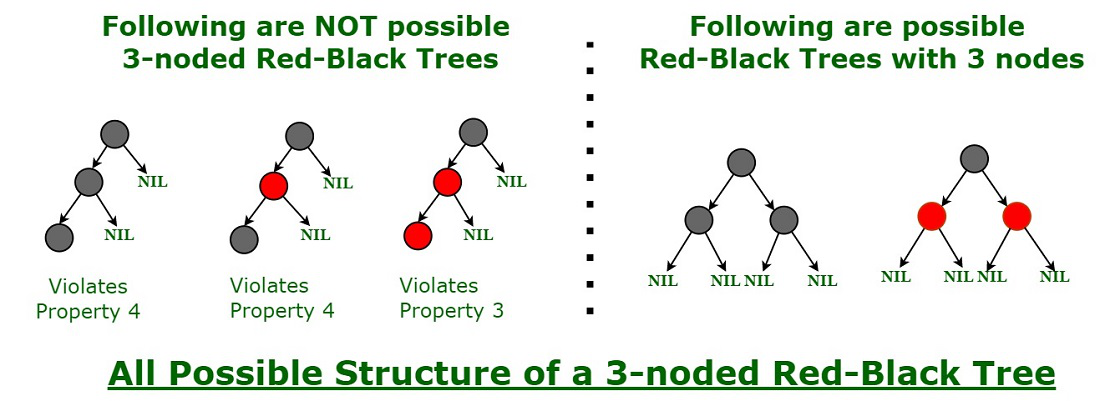 Following are NOT possible
3-noded Red-Black Trees
Following are possible
Red-Black Trees with 3 nodes
NIL
NIL
Violates
Property 4
NIL
NIL
Violates
Property 4
NIL
NIL
Violates
Property 3
NIL NIL NIL NIL
NIL NIL NIL NIL
All Possible Structure of a 3-noded Red-Black Tree